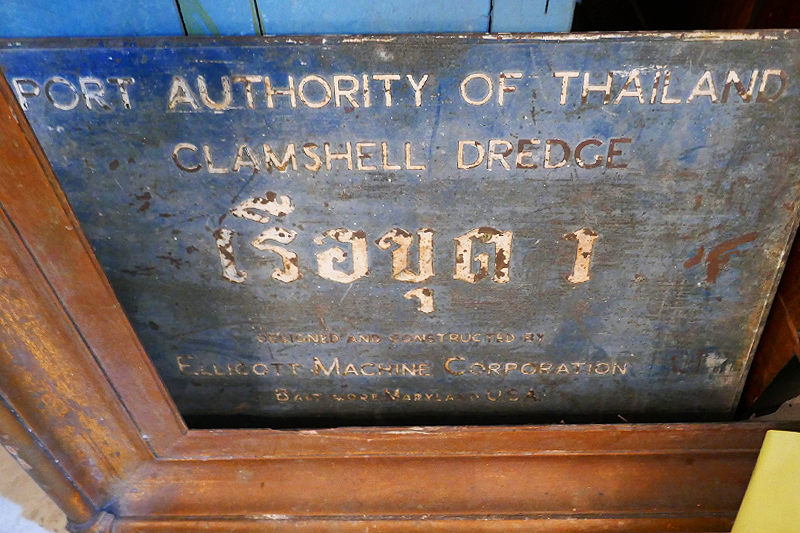 PORT AUTHORITY OF THAILAND
CLAMSHELL DREDGE
เรือขุด 1
DESIGNED AND CONSTRUCTED BY
ELLICOTT MACHINE CORPORATION
BALTIMORE MARYLAND U.S.A.